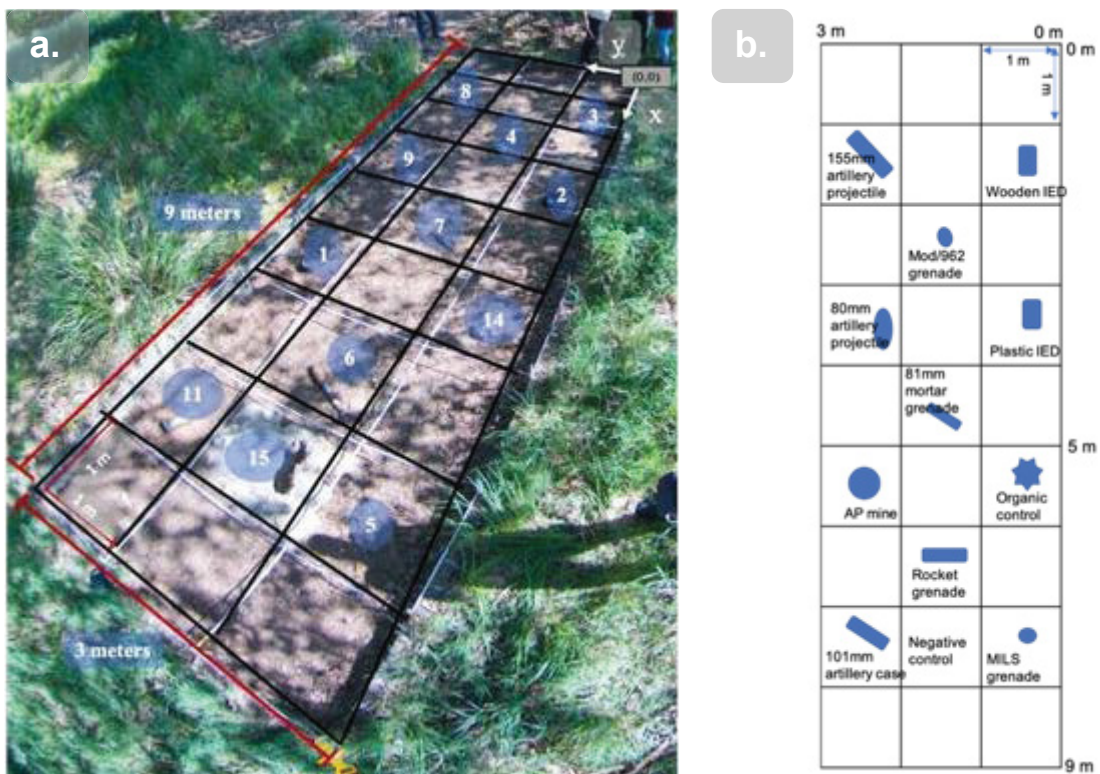 a.
y
(0,0)
x
8
3
4
9
2
7
9 meters
1
14
6
11
15
1 m
5
3 meters
b.
3 m
0 m
0 m
1 m
1 m
155mm
artillery
projectile
Wooden IED
Mod/962
grenade
80mm
artillery
projectile
Plastic IED
81mm
mortar
grenade
5 m
AP mine
Organic
control
Rocket
grenade
101mm
artillery case
Negative
control
MILS
grenade
9 m